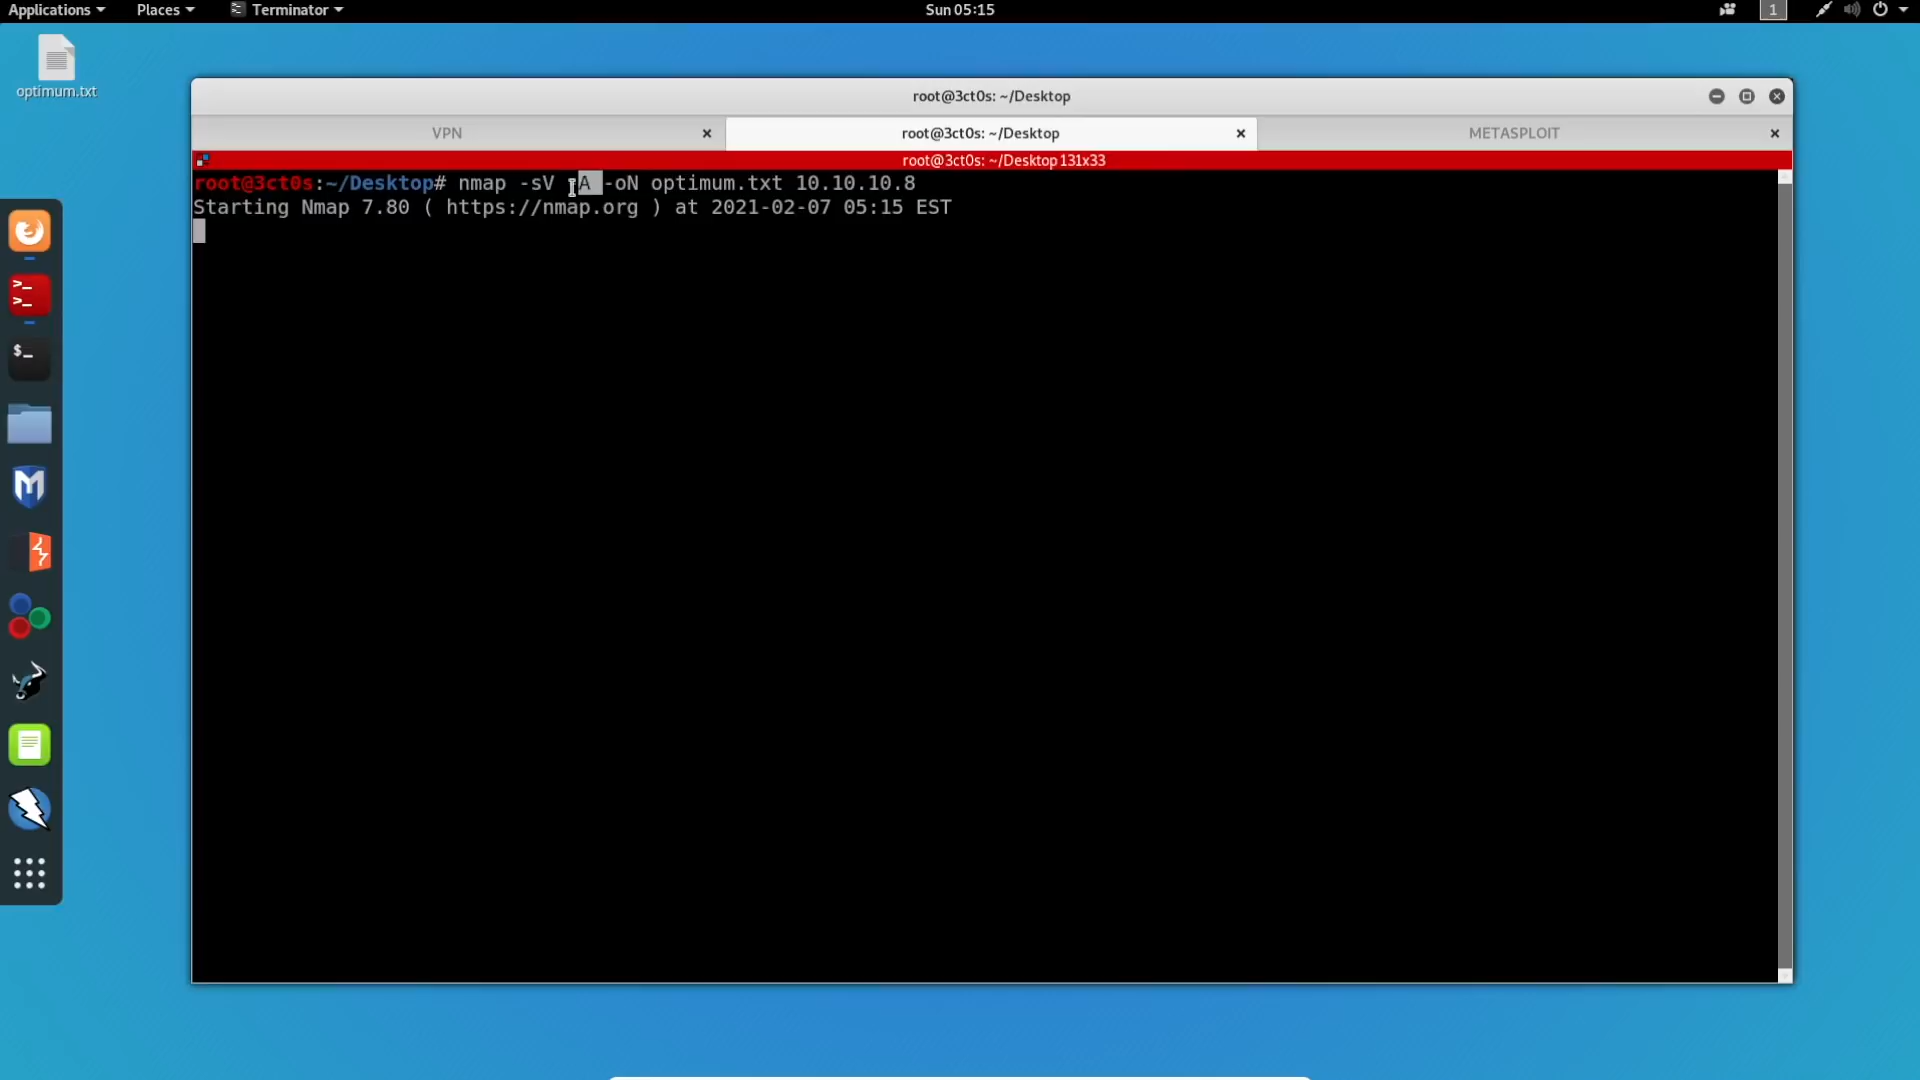 Applications Places Terminator Sun 05:15 1
optimum.txt
root@3ct0s: ~/Desktop
VPN root@3ct0s: ~/Desktop METASPLOIT
root@3ct0s: ~/Desktop 131x33
root@3ct0s:~/Desktop# nmap -sV -A -oN optimum.txt 10.10.10.8
Starting Nmap 7.80 ( https://nmap.org ) at 2021-02-07 05:15 EST